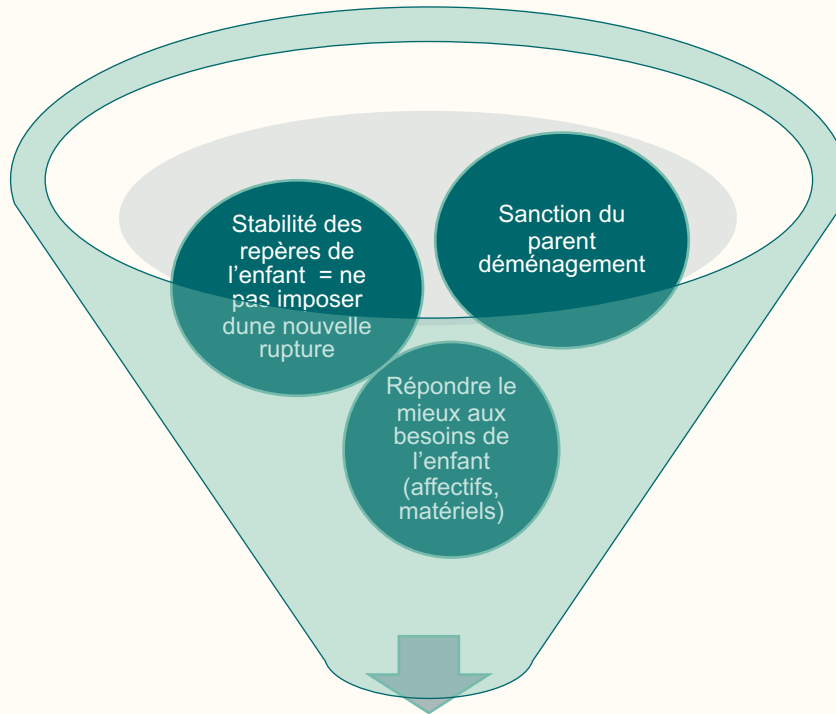 Stabilité des
repères de
l’enfant = ne
pas imposer
dune nouvelle
rupture
Sanction du
parent
déménagement
Répondre le
mieux aux
besoins de
l’enfant
(affectifs,
matériels)